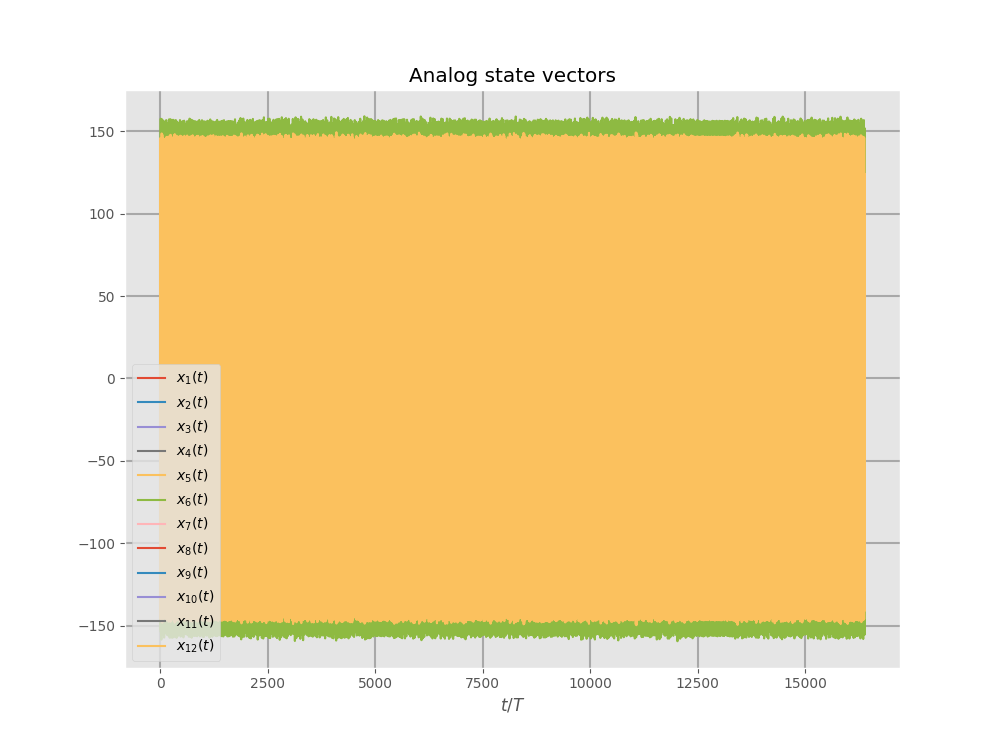 Analog state vectors
150
100
50
0
−50
−100
−150
x₁(t)
x₂(t)
x₃(t)
x₄(t)
x₅(t)
x₆(t)
x₇(t)
x₈(t)
x₉(t)
x₁₀(t)
x₁₁(t)
x₁₂(t)
0 2500 5000 7500 10000 12500 15000
t/T